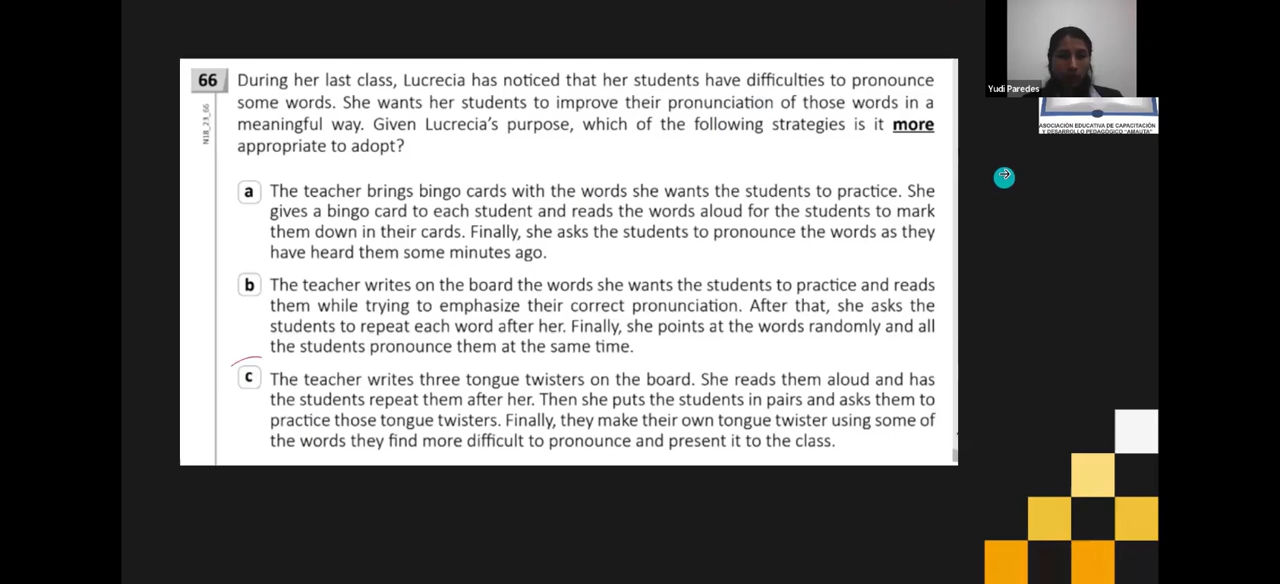 66 During her last class, Lucrecia has noticed that her students have difficulties to pronounce
some words. She wants her students to improve their pronunciation of those words in a
meaningful way. Given Lucrecia's purpose, which of the following strategies is it more
appropriate to adopt?
N18_23_66
a The teacher brings bingo cards with the words she wants the students to practice. She
gives a bingo card to each student and reads the words aloud for the students to mark
them down in their cards. Finally, she asks the students to pronounce the words as they
have heard them some minutes ago.
b The teacher writes on the board the words she wants the students to practice and reads
them while trying to emphasize their correct pronunciation. After that, she asks the
students to repeat each word after her. Finally, she points at the words randomly and all
the students pronounce them at the same time.
c The teacher writes three tongue twisters on the board. She reads them aloud and has
the students repeat them after her. Then she puts the students in pairs and asks them to
practice those tongue twisters. Finally, they make their own tongue twister using some of
the words they find more difficult to pronounce and present it to the class.
Yudi Paredes
ASOCIACIÓN EDUCATIVA DE CAPACITACIÓN
Y DESARROLLO PEDAGÓGICO "AMAUTA"